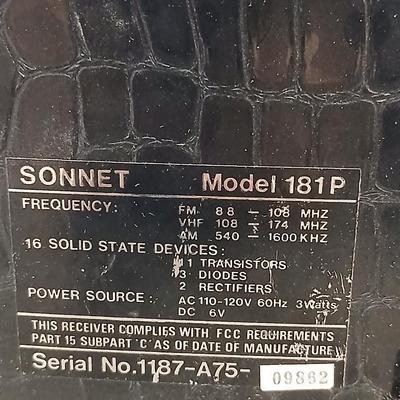 SONNET Model 181P
FREQUENCY: FM 88 – 108 MHZ
VHF 108 – 174 MHZ
AM 540 – 1600 KHZ
16 SOLID STATE DEVICES:
11 TRANSISTORS
3 DIODES
2 RECTIFIERS
POWER SOURCE: AC 110-120V 60Hz 3Watts
DC 6V
THIS RECEIVER COMPLIES WITH FCC REQUIREMENTS
PART 15 SUBPART 'C' AS OF DATE OF MANUFACTURE
Serial No.1187-A75- 09862